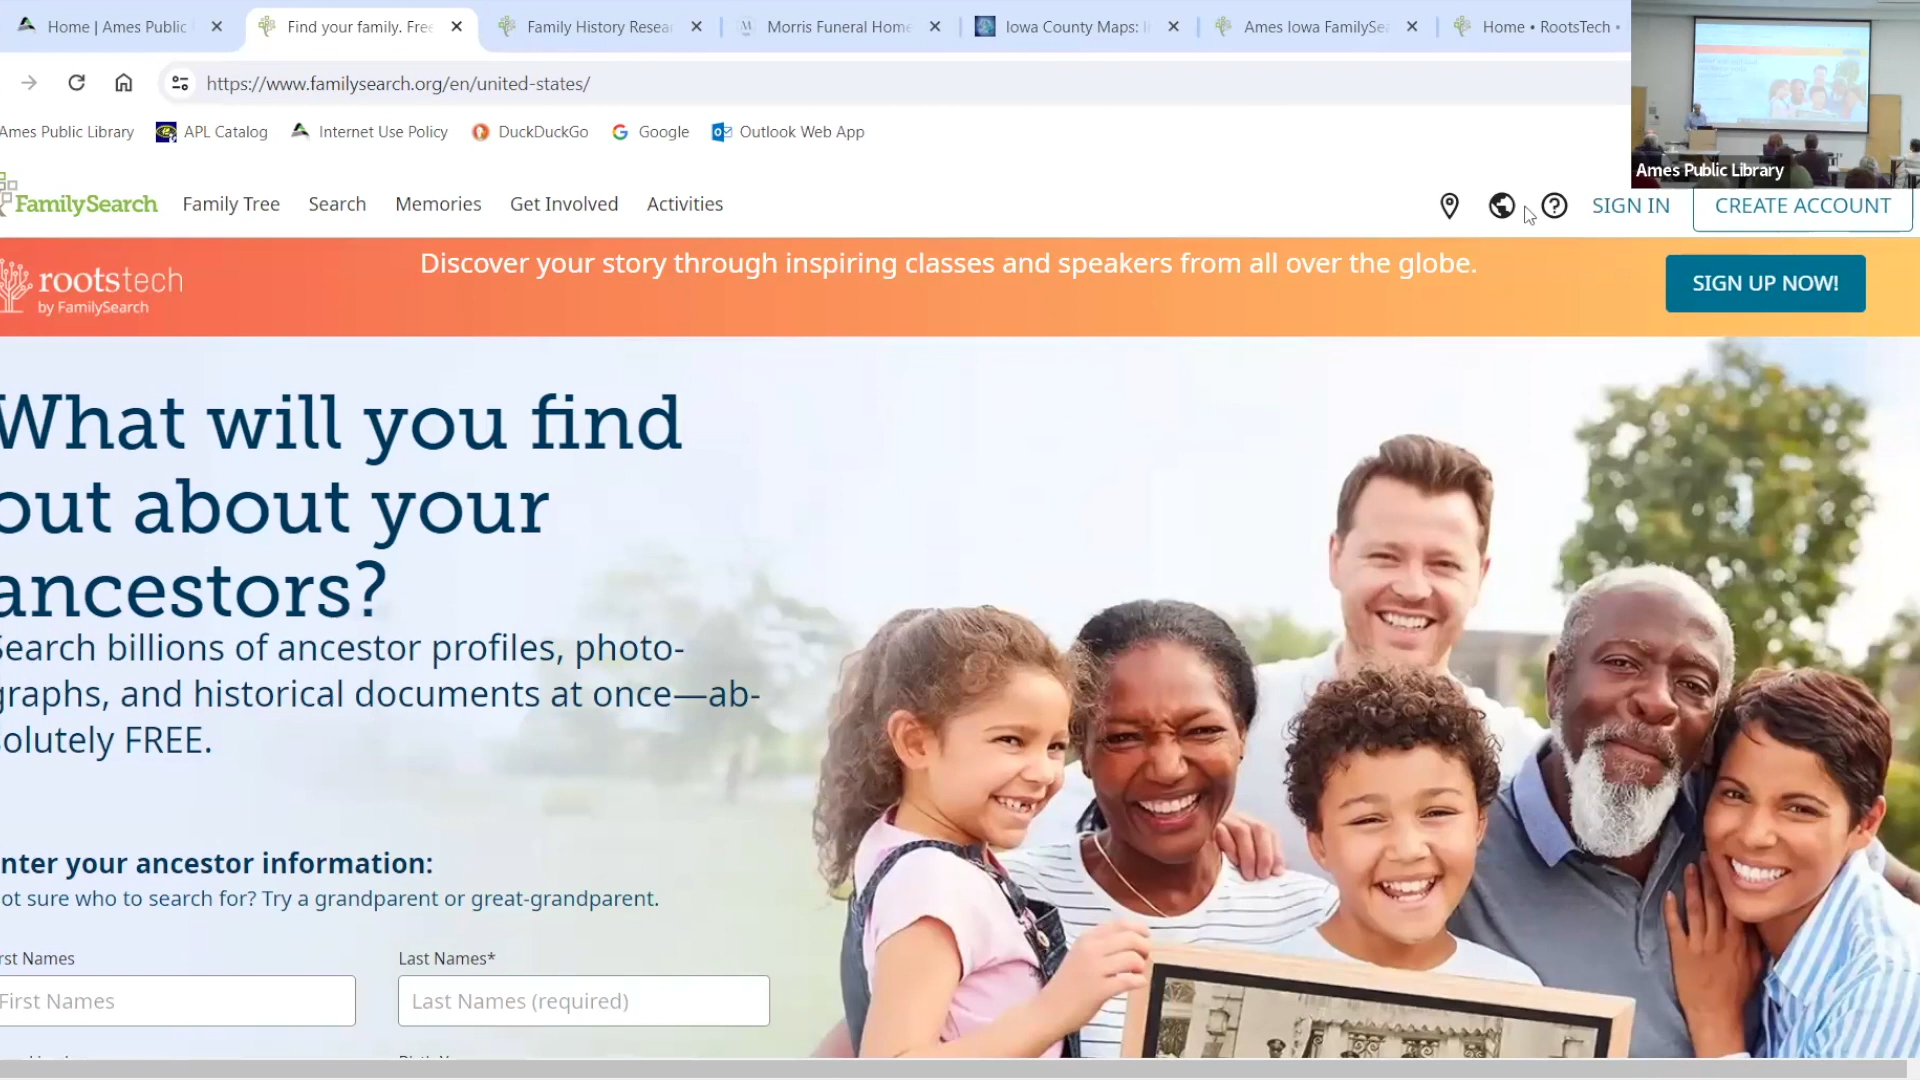 Home | Ames Public
Find your family. Free
Family History Resear
Morris Funeral Home
Iowa County Maps: I
Ames Iowa FamilySea
Home • RootsTech •
https://www.familysearch.org/en/united-states/
Ames Public Library
APL Catalog
Internet Use Policy
DuckDuckGo
Google
Outlook Web App
Ames Public Library
FamilySearch
Family Tree
Search
Memories
Get Involved
Activities
SIGN IN
CREATE ACCOUNT
rootstech
by FamilySearch
Discover your story through inspiring classes and speakers from all over the globe.
SIGN UP NOW!
What will you find
out about your
ancestors?
Search billions of ancestor profiles, photo-
graphs, and historical documents at once—ab-
solutely FREE.
nter your ancestor information:
ot sure who to search for? Try a grandparent or great-grandparent.
rst Names
Last Names*
First Names
Last Names (required)